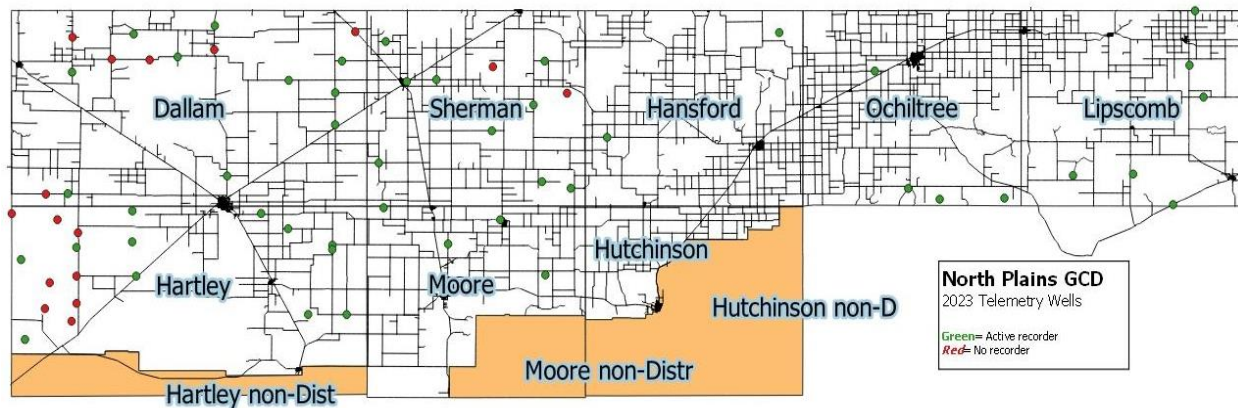 Dallam
Sherman
Hansford
Ochiltree
Lipscomb
Hutchinson
Hartley
Moore
Hutchinson non-D
Moore non-Distr
Hartley non-Dist
North Plains GCD
2023 Telemetry Wells
Green= Active recorder
Red= No recorder